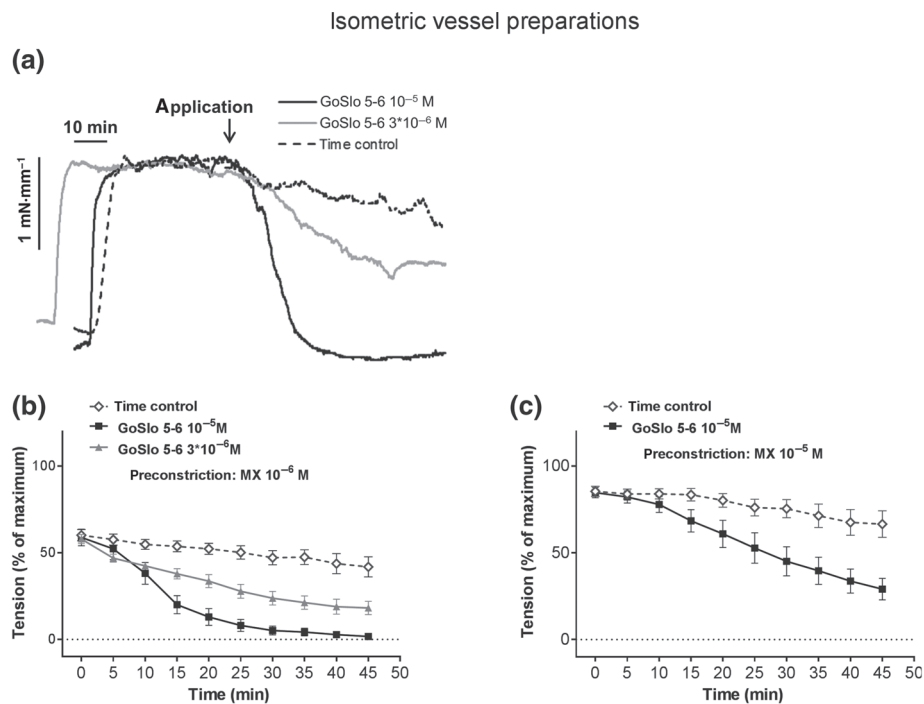 Isometric vessel preparations
(a)
Application
10 min
GoSlo 5-6 10⁻⁵ M
GoSlo 5-6 3*10⁻⁶ M
Time control
1 mN·mm⁻¹
(b)
Time control
GoSlo 5-6 10⁻⁵M
GoSlo 5-6 3*10⁻⁶M
Preconstriction: MX 10⁻⁶ M
Tension (% of maximum)
100
50
0
0 5 10 15 20 25 30 35 40 45 50
Time (min)
(c)
Time control
GoSlo 5-6 10⁻⁵M
Preconstriction: MX 10⁻⁵ M
Tension (% of maximum)
100
50
0
0 5 10 15 20 25 30 35 40 45 50
Time (min)